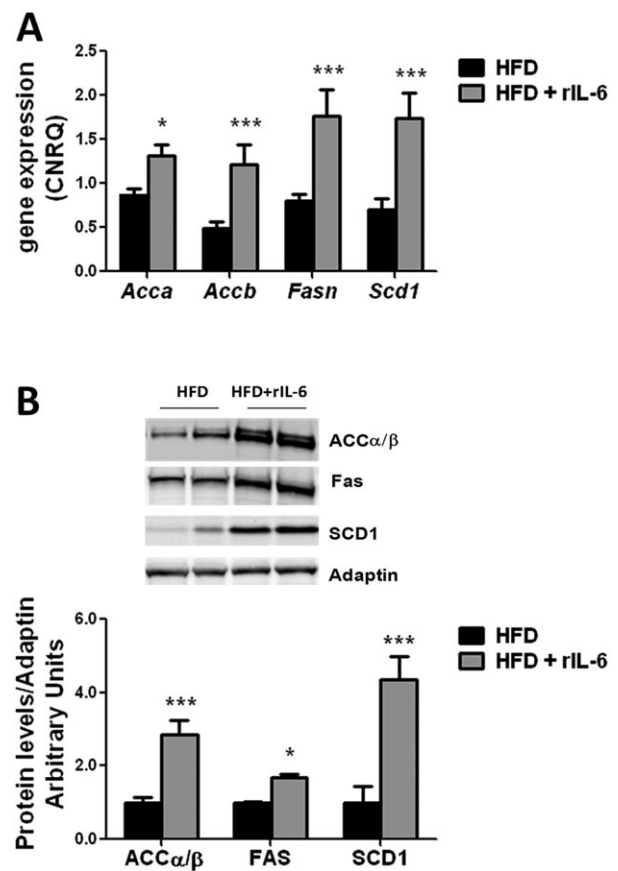 A
gene expression
(CNRQ)
2.5
2.0
1.5
1.0
0.5
0.0
* *** *** ***
Acca Accb Fasn Scd1
HFD
HFD + rIL-6
B
HFD HFD+rIL-6
ACCα/β
Fas
SCD1
Adaptin
Protein levels/Adaptin
Arbitrary Units
6.0
4.0
2.0
0.0
*** * ***
ACCα/β FAS SCD1
HFD
HFD + rIL-6